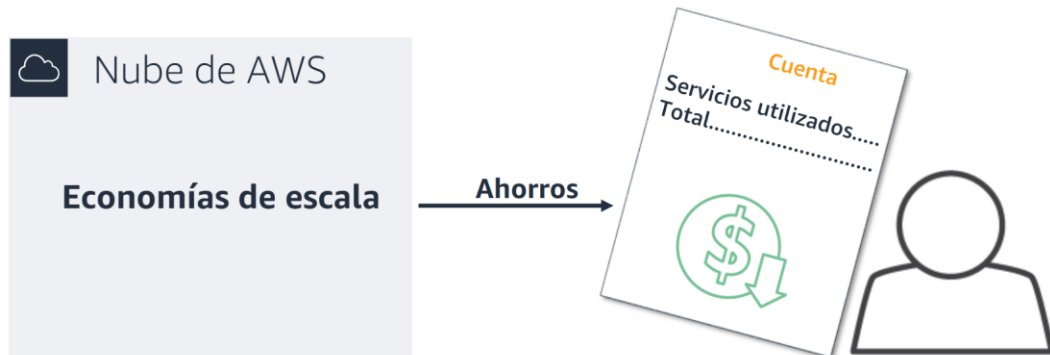 Nube de AWS
Economías de escala
Ahorros
Cuenta
Servicios utilizados.....
Total............................